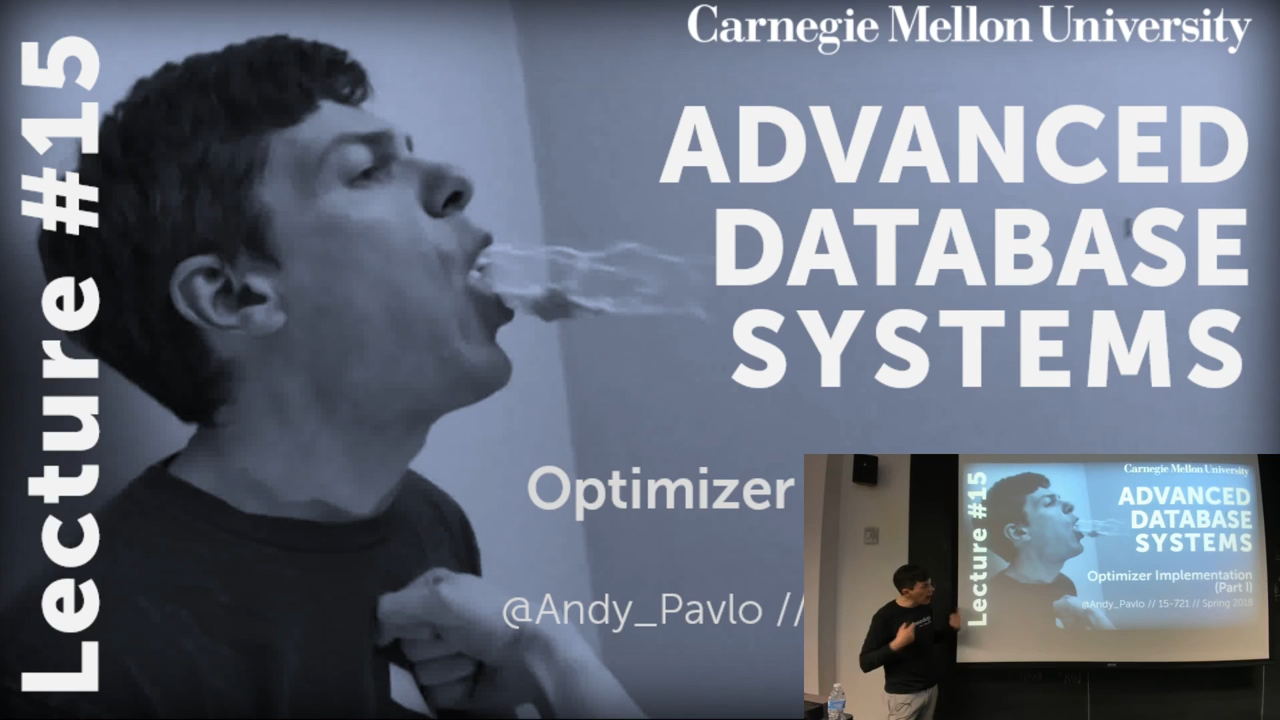 Lecture #15
Carnegie Mellon University
ADVANCED
DATABASE
SYSTEMS
Optimizer
@Andy_Pavlo //
Lecture #15
Carnegie Mellon University
ADVANCED
DATABASE
SYSTEMS
Optimizer Implementation
(Part I)
@Andy_Pavlo // 15-721 // Spring 2018